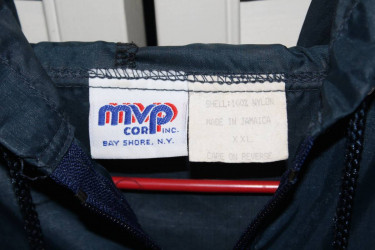 mvp
CORP INC.
BAY SHORE, N.Y.
SHELL: 100% NYLON
MADE IN JAMAICA
XXL
CARE ON REVERSE